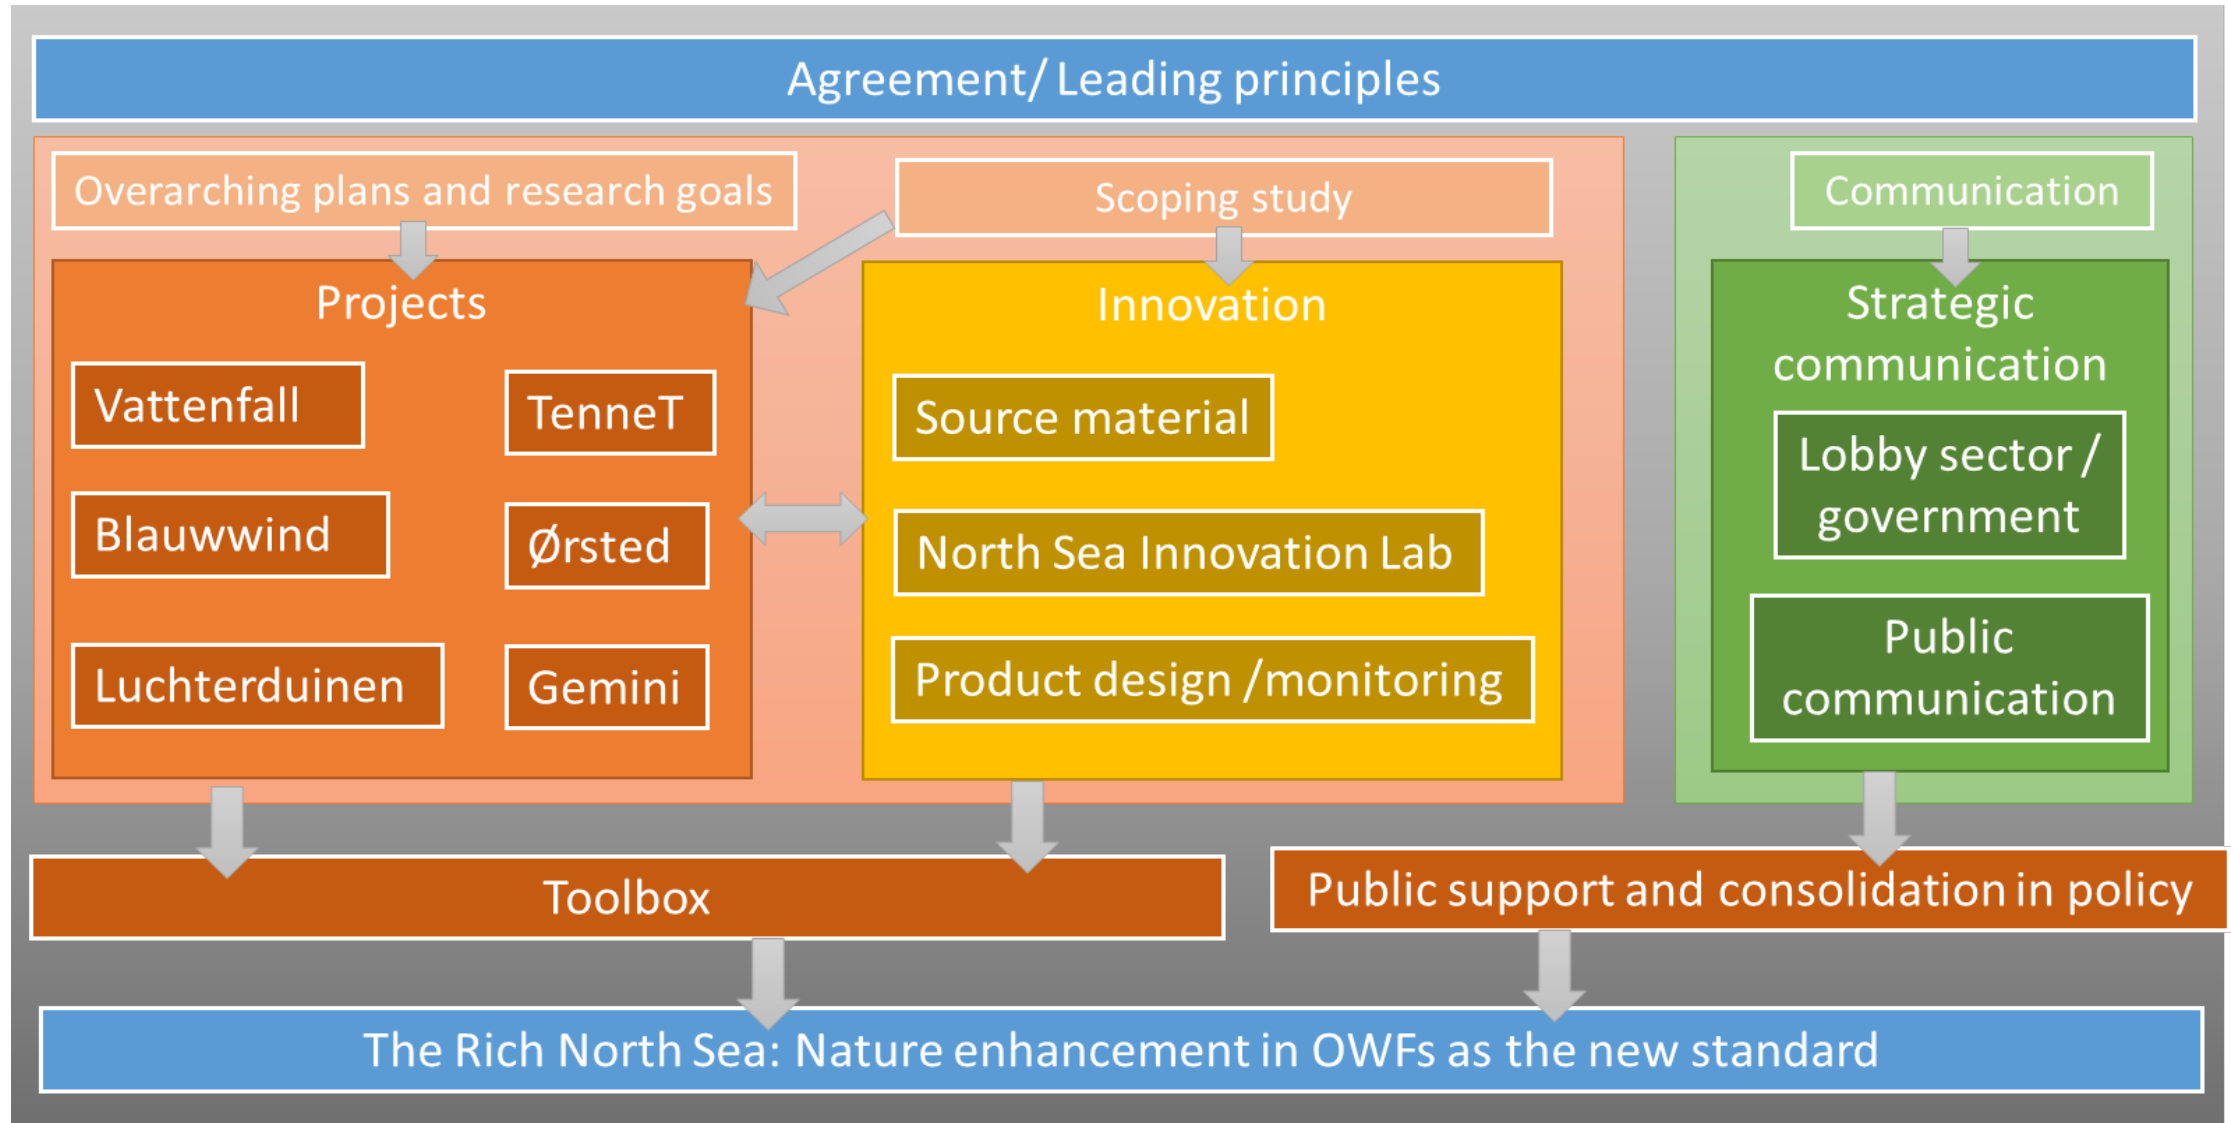 Agreement/ Leading principles
Overarching plans and research goals
Scoping study
Communication
Projects
Vattenfall
TenneT
Blauwwind
Ørsted
Luchterduinen
Gemini
Innovation
Source material
North Sea Innovation Lab
Product design /monitoring
Strategic
communication
Lobby sector /
government
Public
communication
Toolbox
Public support and consolidation in policy
The Rich North Sea: Nature enhancement in OWFs as the new standard